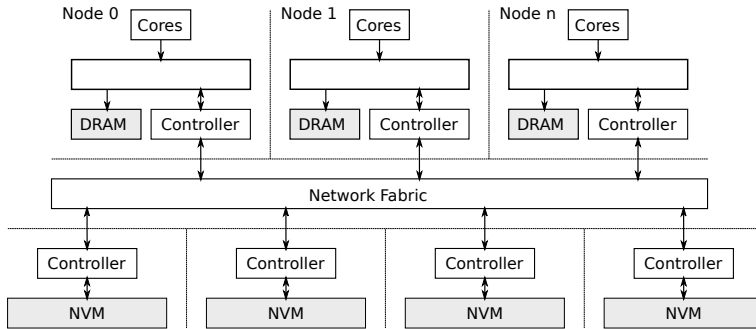 Node 0
Cores
Node 1
Cores
Node n
Cores
DRAM
Controller
DRAM
Controller
DRAM
Controller
Network Fabric
Controller
Controller
Controller
Controller
NVM
NVM
NVM
NVM